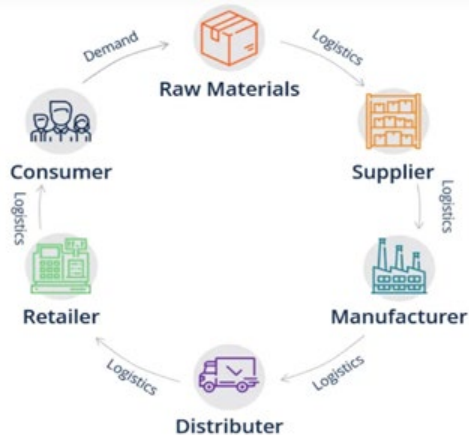 Demand
Logistics
Raw Materials
Consumer
Supplier
Logistics
Logistics
Retailer
Manufacturer
Logistics
Logistics
Distributer